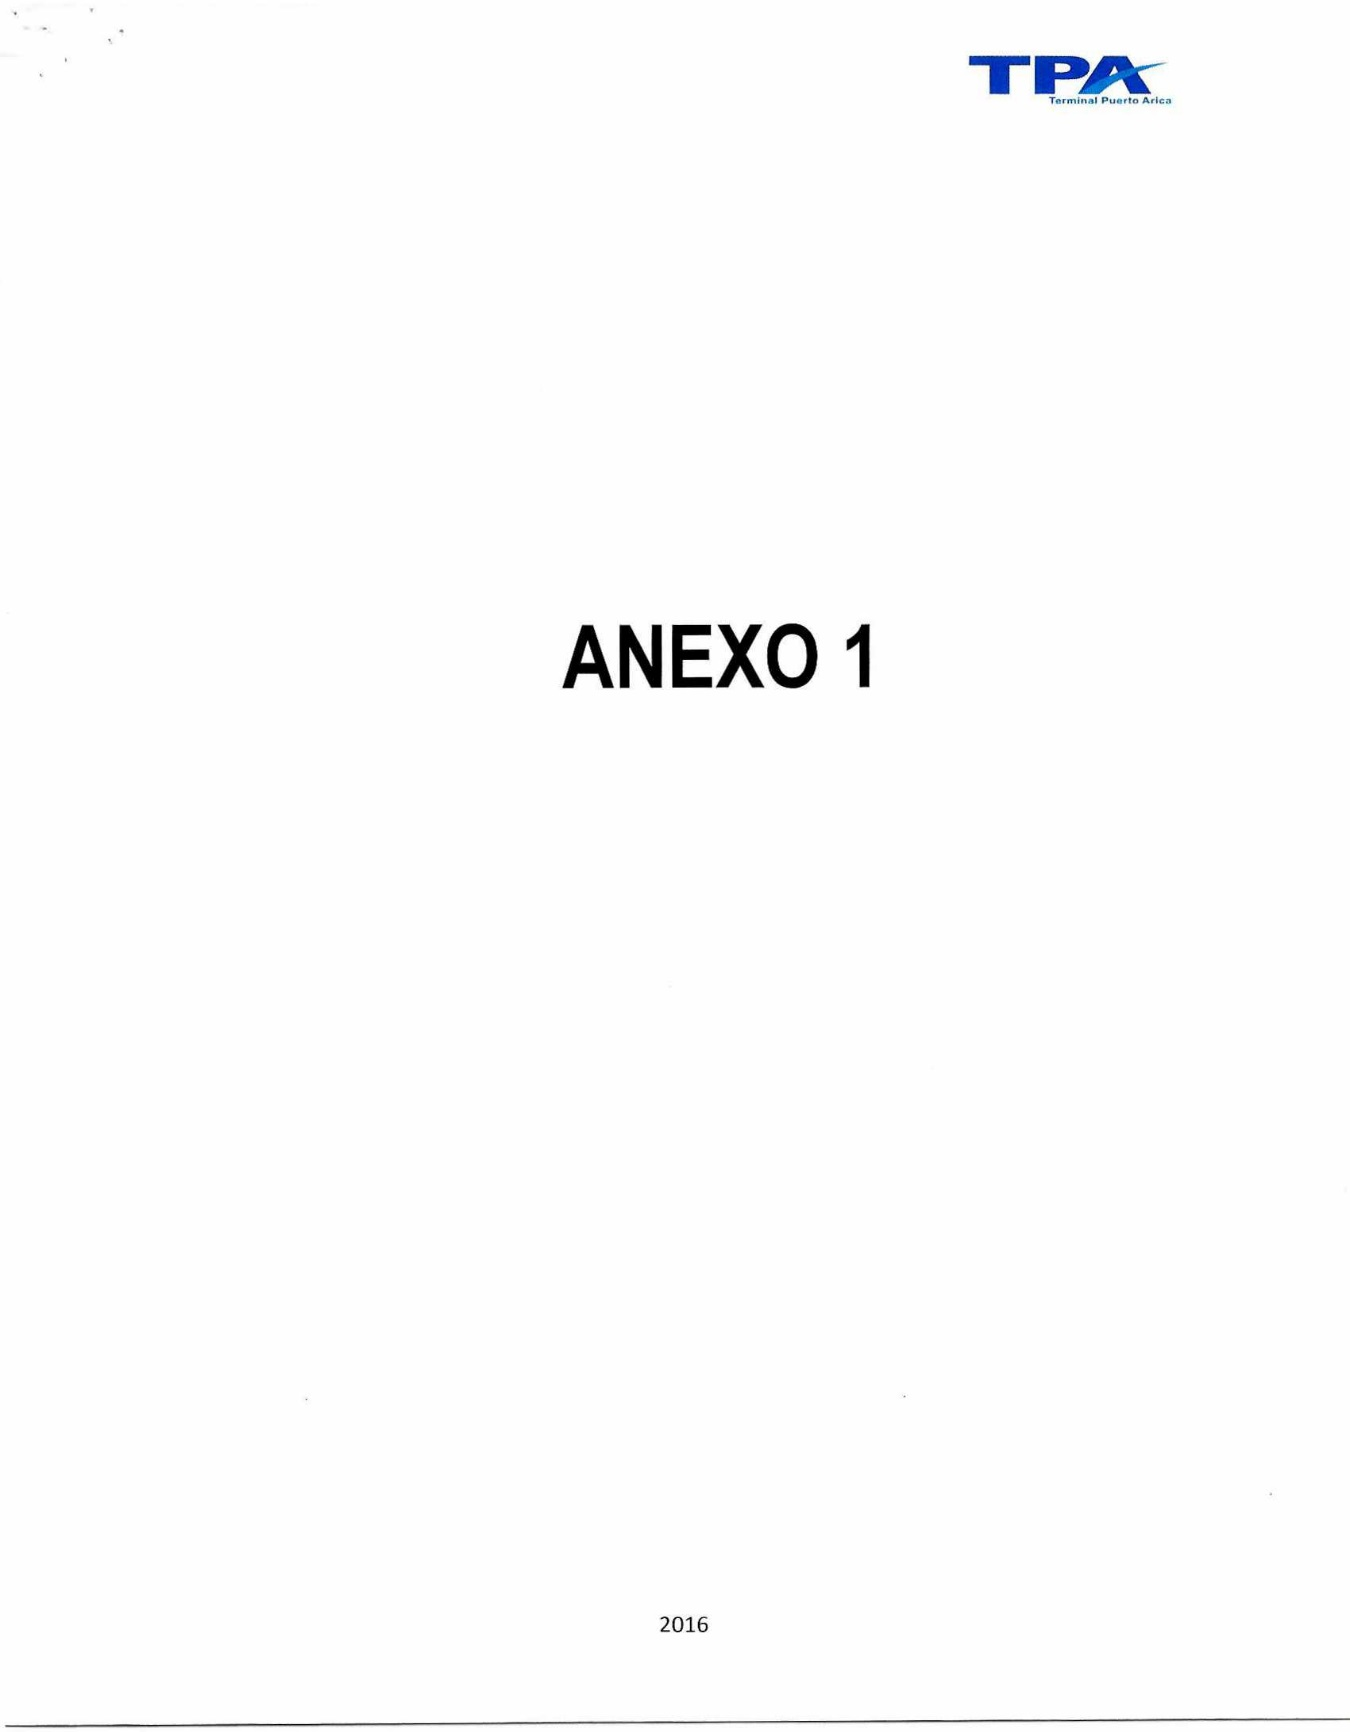 TPA
Terminal Puerto Arica
ANEXO 1
2016